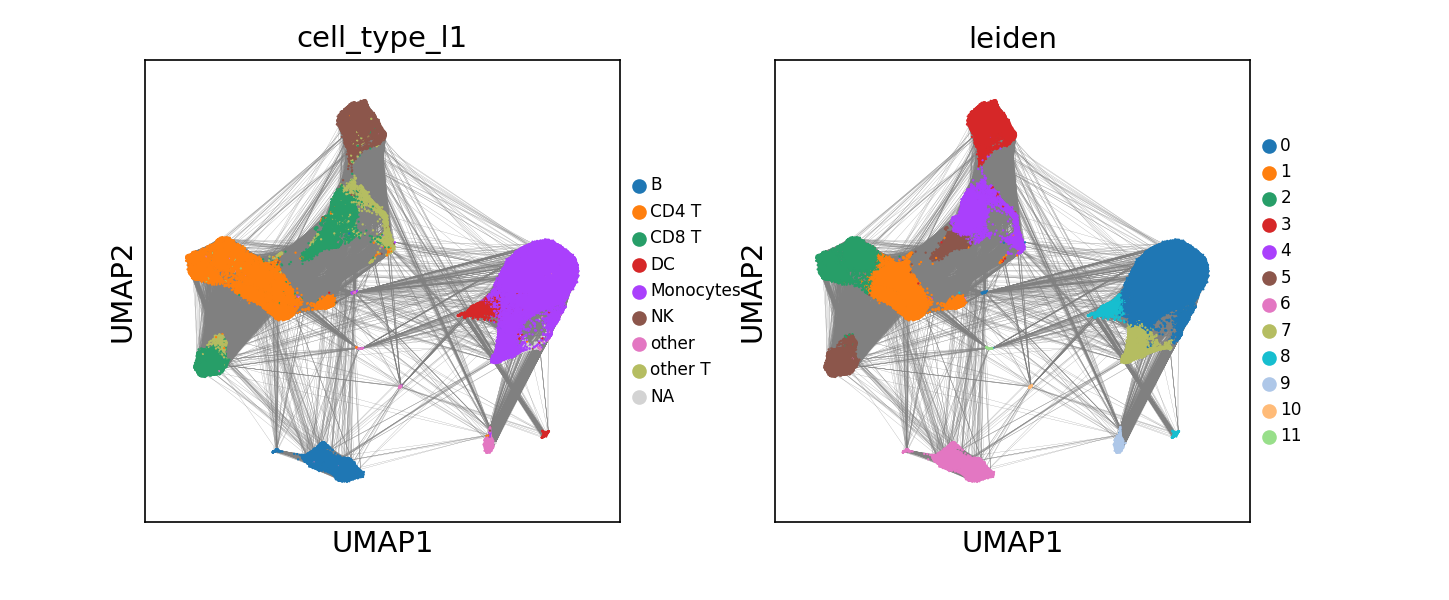 cell_type_l1
UMAP2
UMAP1
B
CD4 T
CD8 T
DC
Monocytes
NK
other
other T
NA
leiden
UMAP2
UMAP1
0
1
2
3
4
5
6
7
8
9
10
11